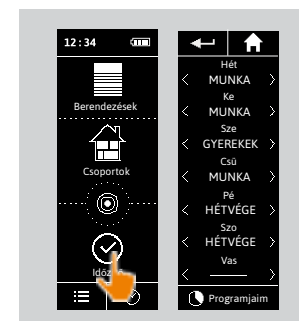 12:34
Berendezések
Csoportok
Hét
MUNKA
Ke
MUNKA
Sze
GYEREKEK
Csü
MUNKA
Pé
HÉTVÉGE
Szo
HÉTVÉGE
Vas
Programjaim